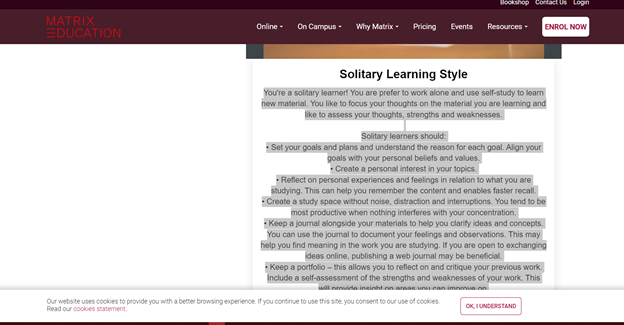 Bookshop Contact Us Login
MATRIX
EDUCATION
Online On Campus Why Matrix Pricing Events Resources ENROL NOW
Solitary Learning Style
You're a solitary learner! You are prefer to work alone and use self-study to learn
new material. You like to focus your thoughts on the material you are learning and
like to assess your thoughts, strengths and weaknesses.
Solitary learners should:
• Set your goals and plans and understand the reason for each goal. Align your
goals with your personal beliefs and values.
• Create a personal interest in your topics.
• Reflect on personal experiences and feelings in relation to what you are
studying. This can help you remember the content and enables faster recall.
• Create a study space without noise, distraction and interruptions. You tend to be
most productive when nothing interferes with your concentration.
• Keep a journal alongside your materials to help you clarify ideas and concepts.
You can use the journal to document your feelings and observations. This may
help you find meaning in the work you are studying. If you are open to exchanging
ideas online, publishing a web journal may be beneficial.
• Keep a portfolio – this allows you to reflect on and critique your previous work.
Include a self-assessment of the strengths and weaknesses of your work. This
will provide insight on areas you can improve on.
Our website uses cookies to provide you with a better browsing experience. If you continue to use this site, you consent to our use of cookies.
Read our cookies statement.
OK, I UNDERSTAND